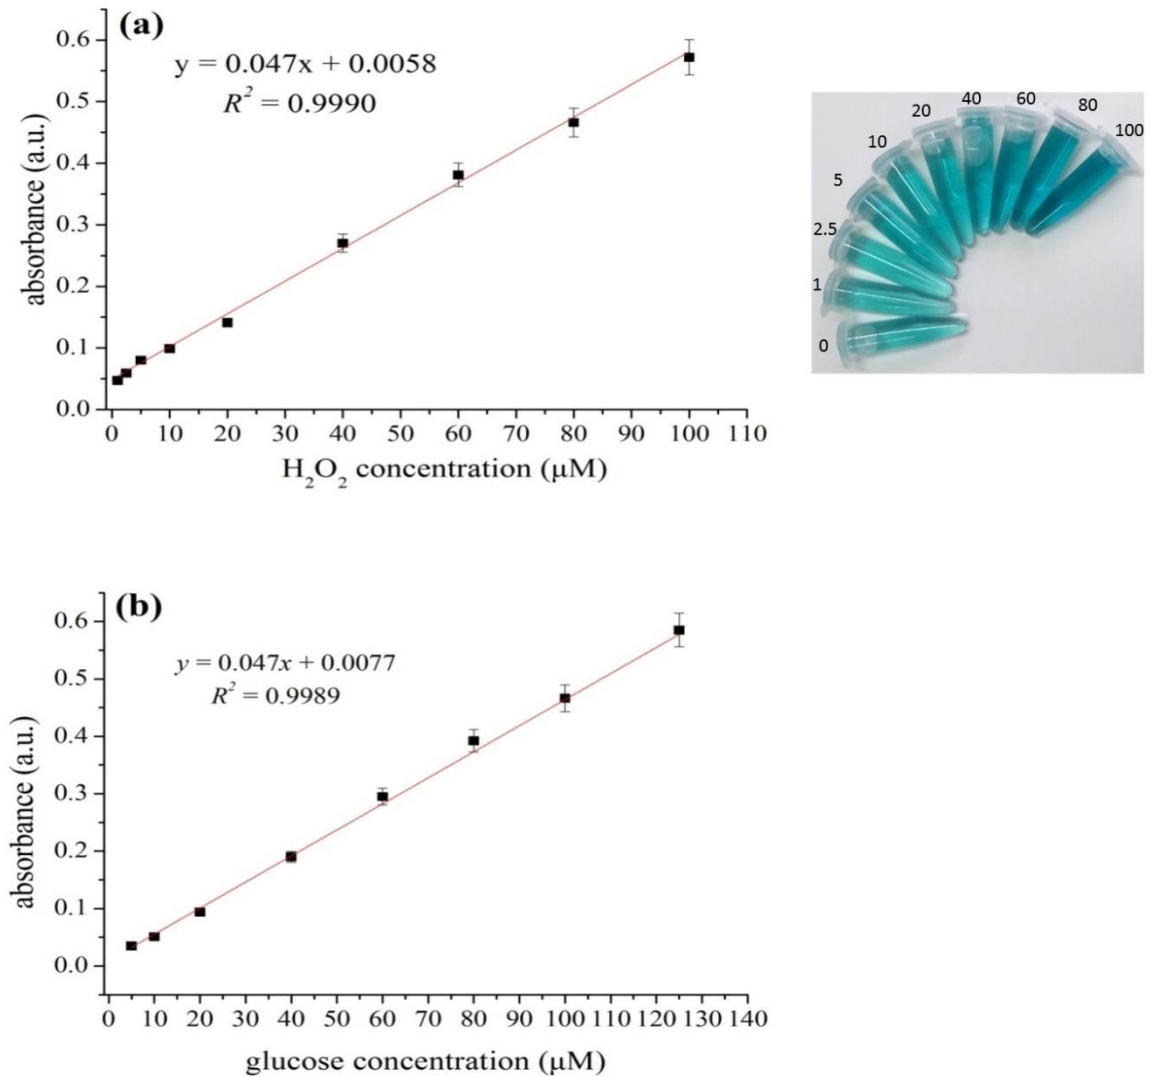 (a)
y = 0.047x + 0.0058
R² = 0.9990
absorbance (a.u.)
0.6
0.5
0.4
0.3
0.2
0.1
0.0
0 10 20 30 40 50 60 70 80 90 100 110
H₂O₂ concentration (μM)
0
1
2.5
5
10
20
40
60
80
100
(b)
y = 0.047x + 0.0077
R² = 0.9989
absorbance (a.u.)
0.6
0.5
0.4
0.3
0.2
0.1
0.0
0 10 20 30 40 50 60 70 80 90 100 110 120 130 140
glucose concentration (μM)